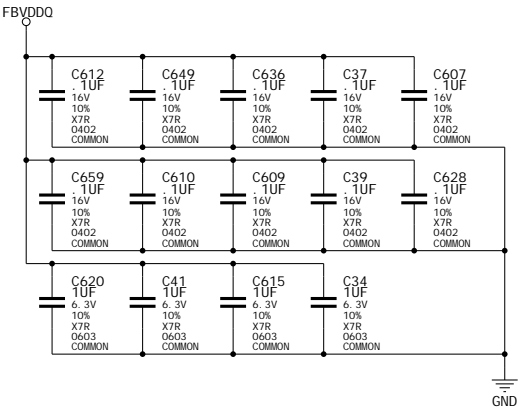 FBVDDQ
C612
.1UF
16V
10%
X7R
0402
COMMON
C649
.1UF
16V
10%
X7R
0402
COMMON
C636
.1UF
16V
10%
X7R
0402
COMMON
C37
.1UF
16V
10%
X7R
0402
COMMON
C607
.1UF
16V
10%
X7R
0402
COMMON
C659
.1UF
16V
10%
X7R
0402
COMMON
C610
.1UF
16V
10%
X7R
0402
COMMON
C609
.1UF
16V
10%
X7R
0402
COMMON
C39
.1UF
16V
10%
X7R
0402
COMMON
C628
.1UF
16V
10%
X7R
0402
COMMON
C620
1UF
6.3V
10%
X7R
0603
COMMON
C41
1UF
6.3V
10%
X7R
0603
COMMON
C615
1UF
6.3V
10%
X7R
0603
COMMON
C34
1UF
6.3V
10%
X7R
0603
COMMON
GND